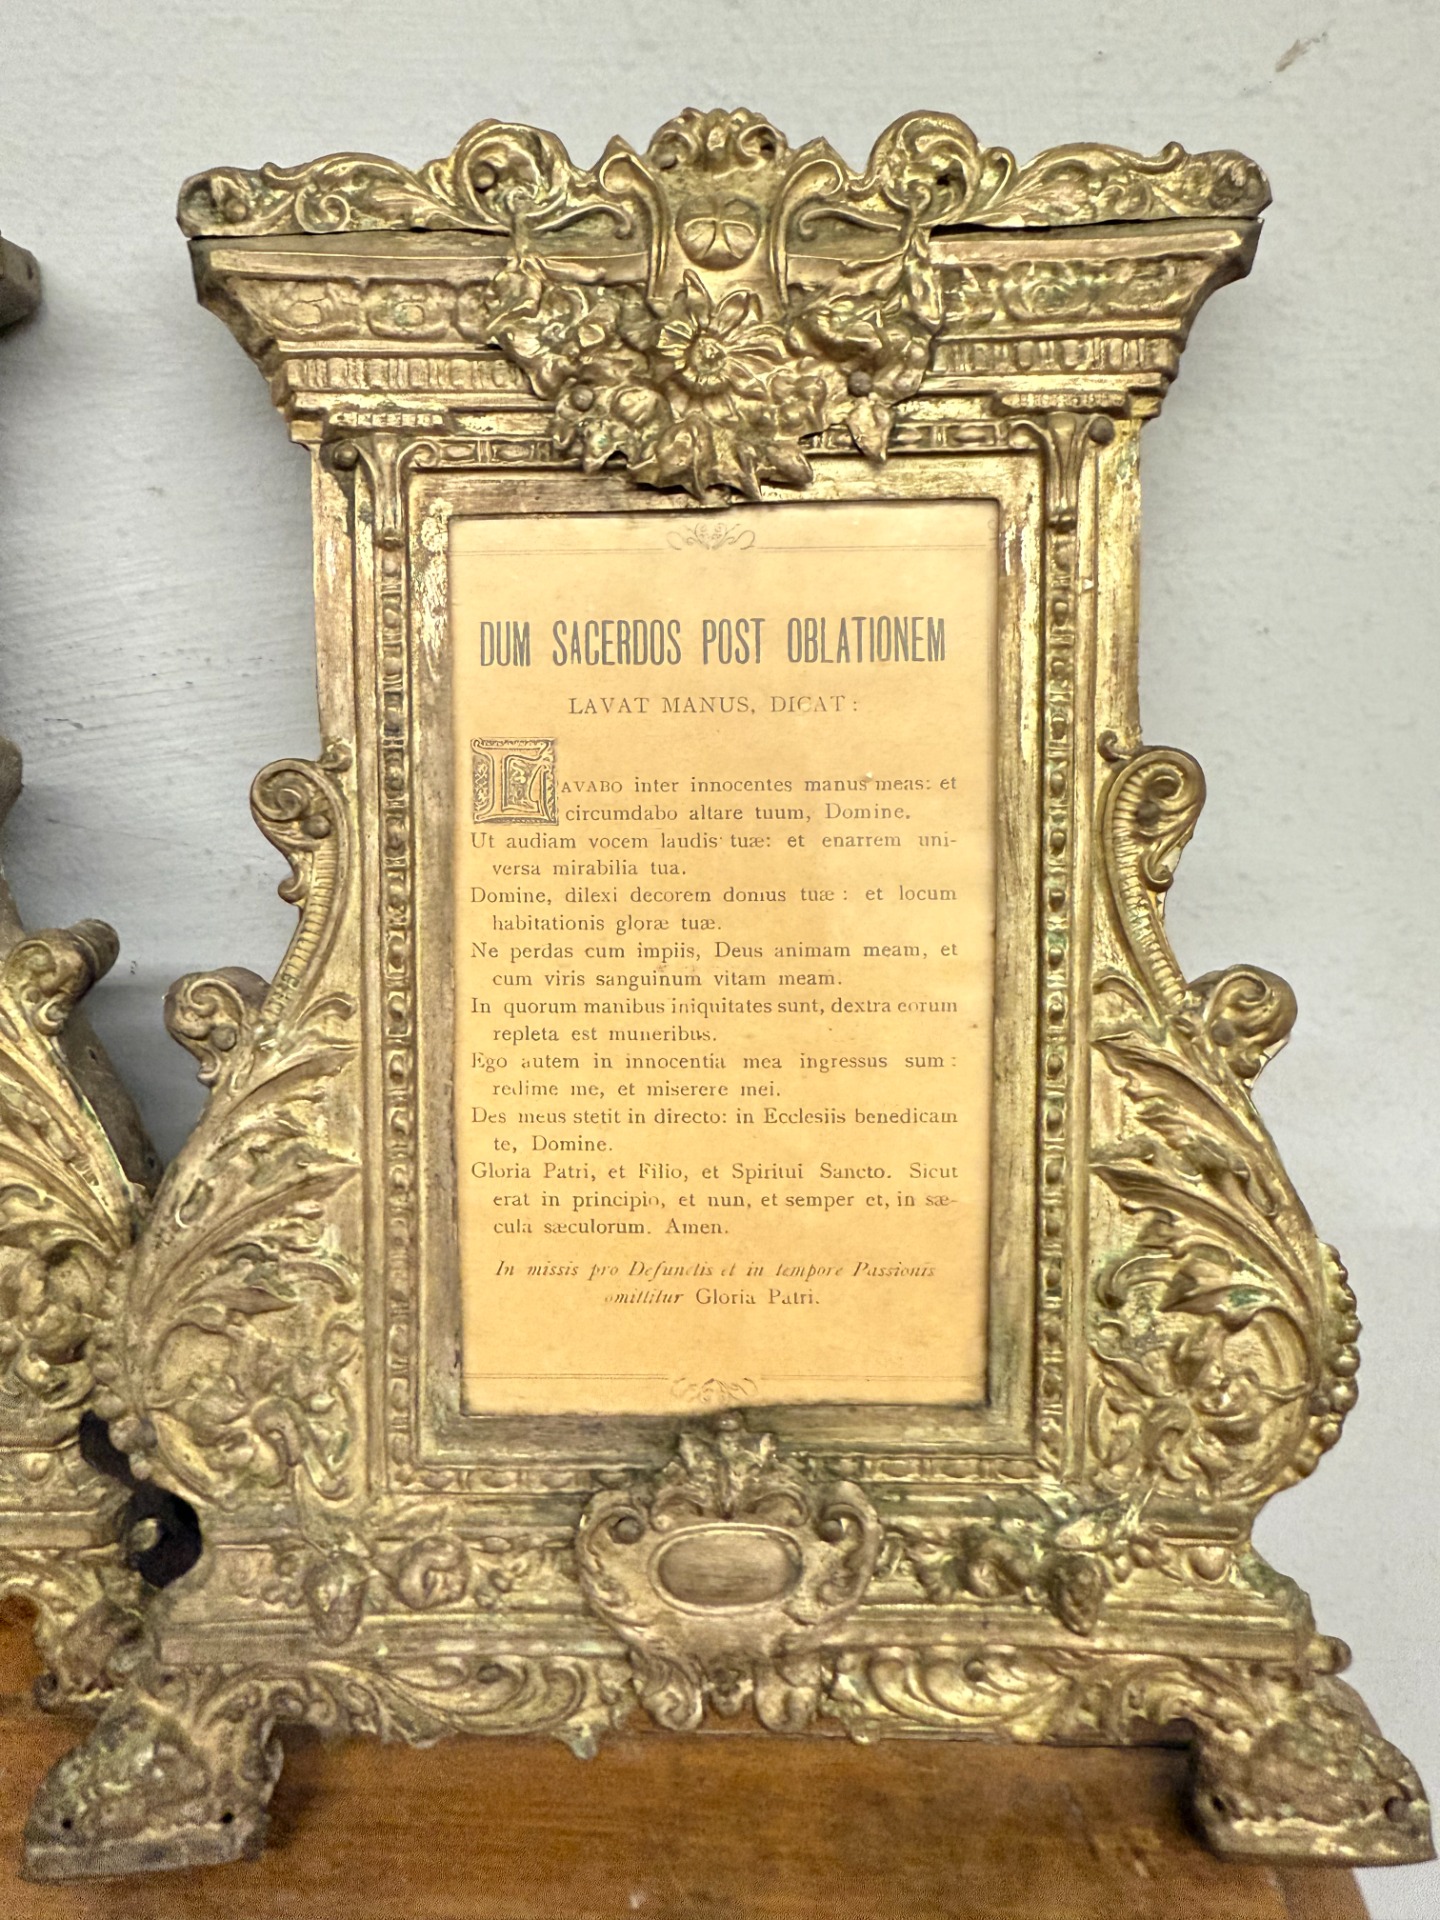 DUM SACERDOS POST OBLATIONEM
LAVAT MANUS, DICAT:
LAVABO inter innocentes manus meas: et
circumdabo altare tuum, Domine.
Ut audiam vocem laudis tuæ: et enarrem uni-
versa mirabilia tua.
Domine, dilexi decorem domus tuæ: et locum
habitationis gloræ tuæ.
Ne perdas cum impiis, Deus animam meam, et
cum viris sanguinum vitam meam.
In quorum manibus iniquitates sunt, dextra eorum
repleta est muneribus.
Ego autem in innocentia mea ingressus sum:
redime me, et miserere mei.
Des meus stetit in directo: in Ecclesiis benedicam
te, Domine.
Gloria Patri, et Filio, et Spiritui Sancto. Sicut
erat in principio, et nun, et semper et, in sæ-
cula sæculorum. Amen.
In missis pro Defunctis et in tempore Passionis
omittitur Gloria Patri.